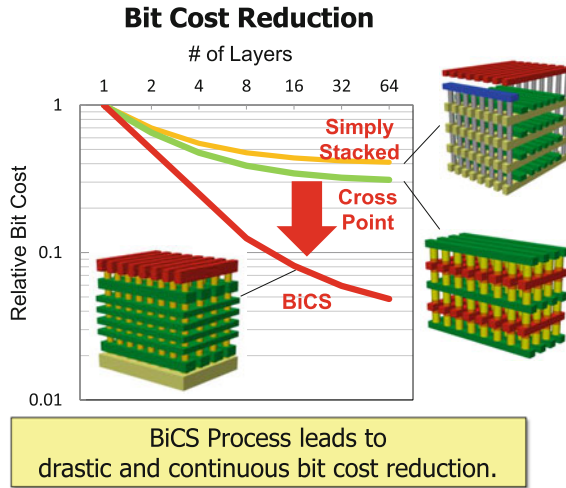 Bit Cost Reduction
# of Layers
1 2 4 8 16 32 64
1
0.1
0.01
Relative Bit Cost
Simply
Stacked
Cross
Point
BiCS
BiCS Process leads to
drastic and continuous bit cost reduction.